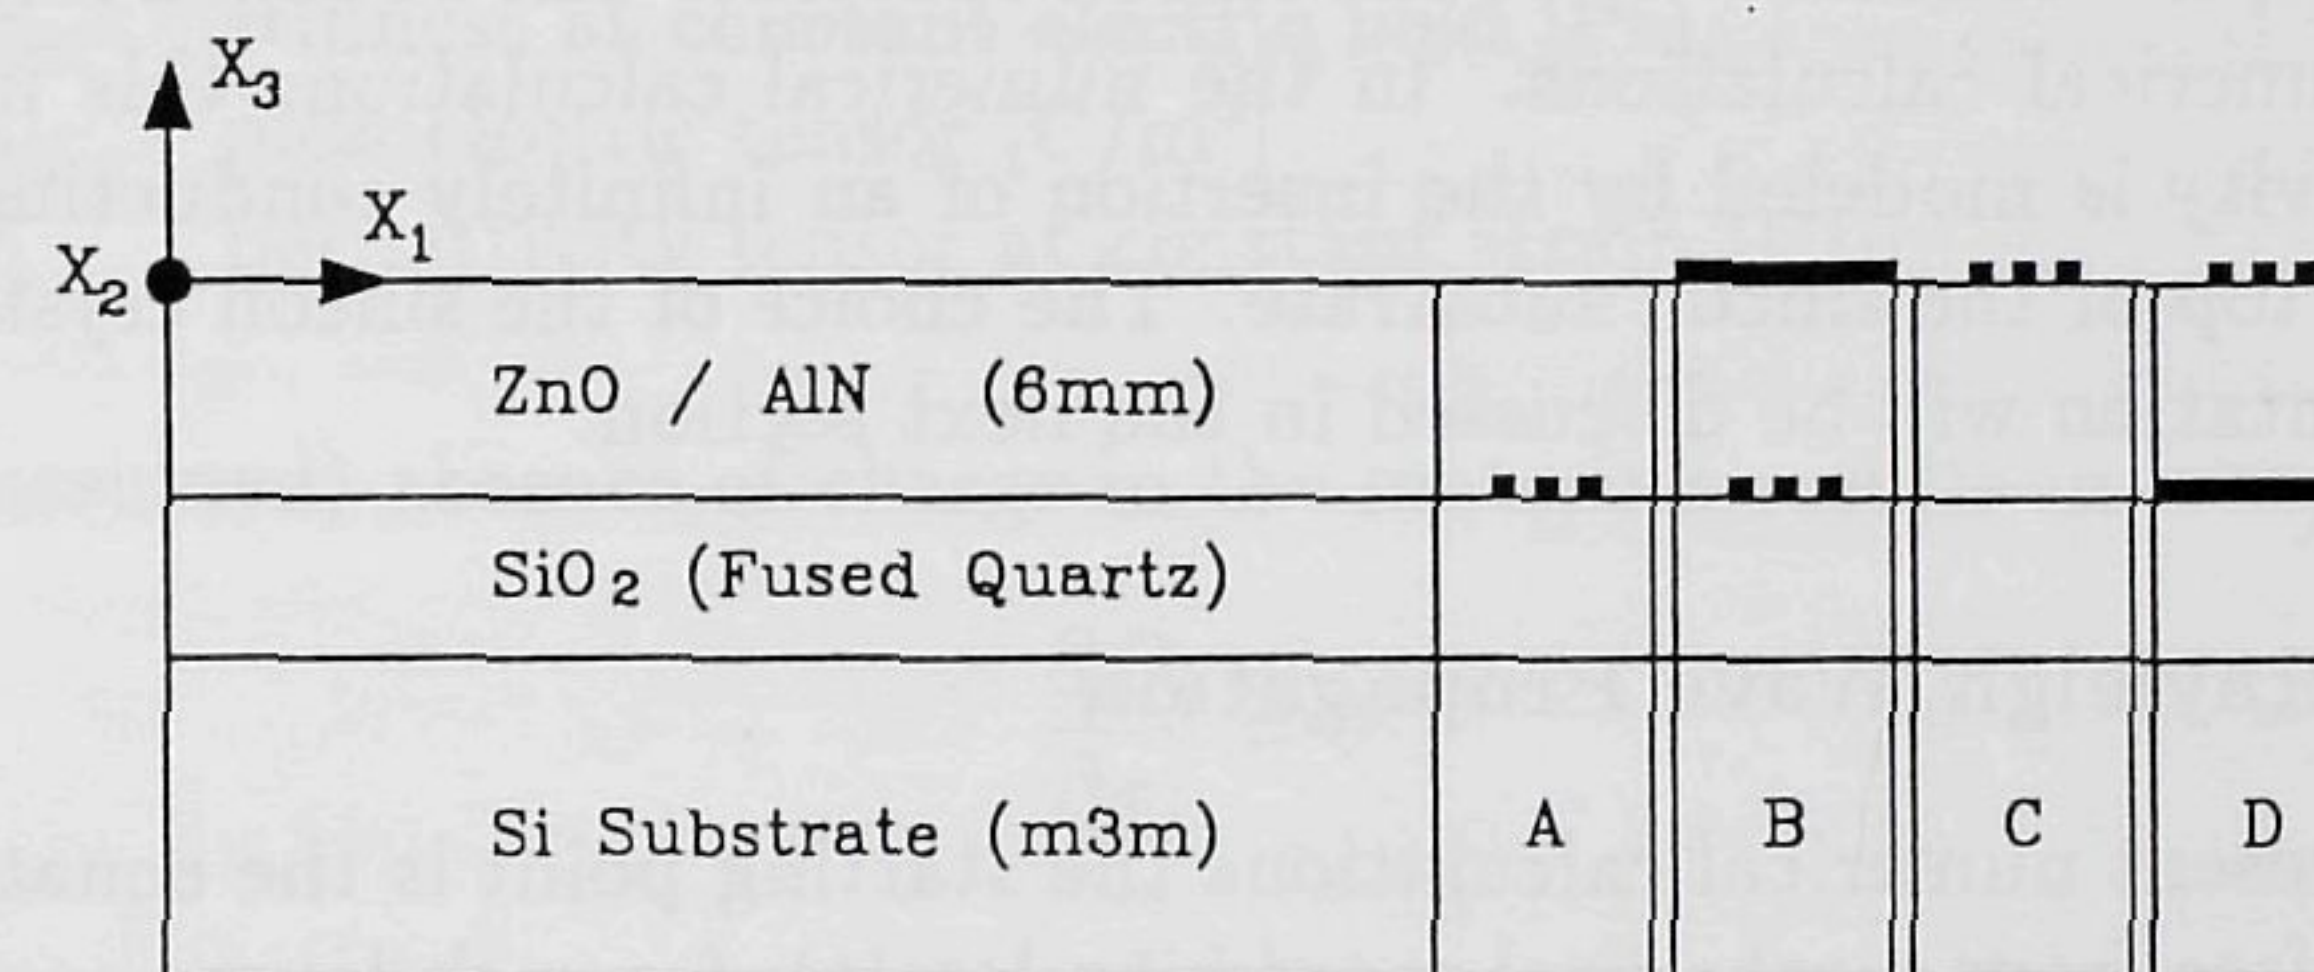 X₃
X₁
X₂
ZnO / AlN (6mm)
SiO₂ (Fused Quartz)
Si Substrate (m3m)
A B C D